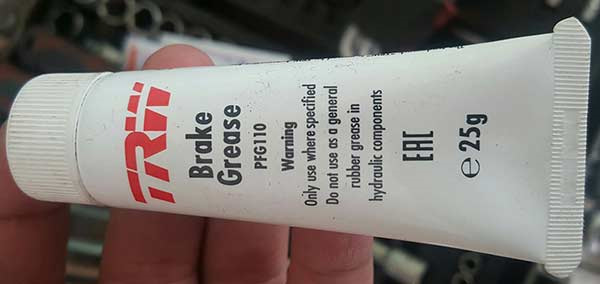 TRW
Brake
Grease
PFG110
Warning
Only use where specified
Do not use as a general
rubber grease in
hydraulic components
EAC
℮ 25g